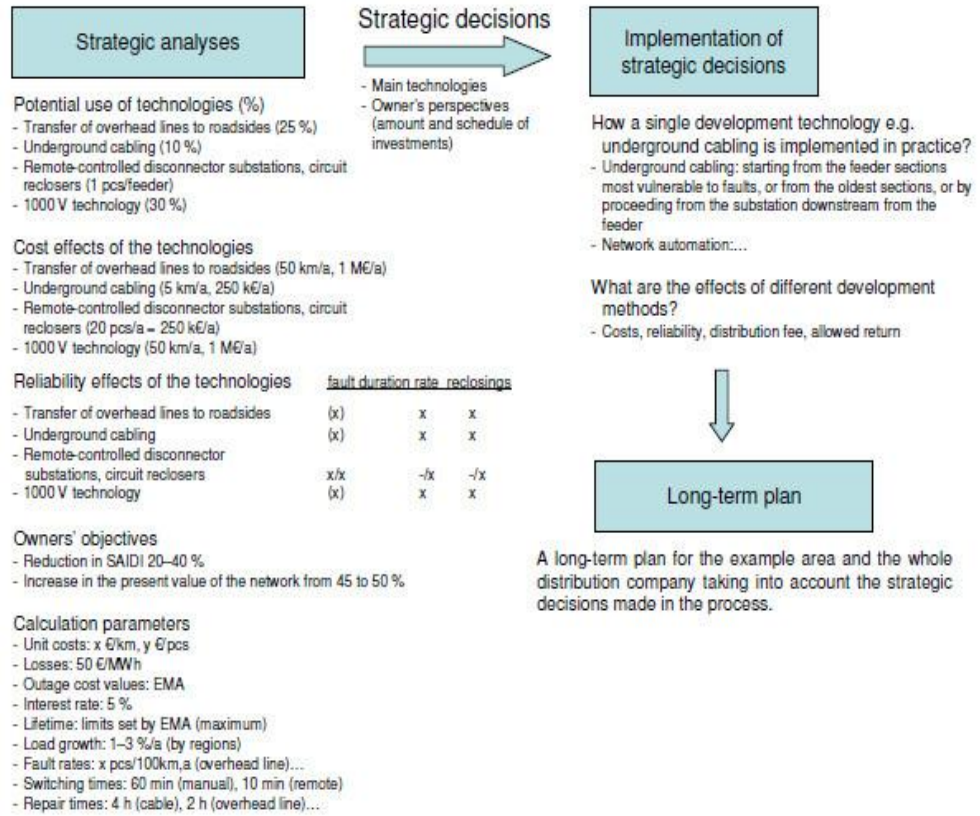 Strategic analyses
Potential use of technologies (%)
- Transfer of overhead lines to roadsides (25 %)
- Underground cabling (10 %)
- Remote-controlled disconnector substations, circuit
reclosers (1 pcs/feeder)
- 1000 V technology (30 %)
Cost effects of the technologies
- Transfer of overhead lines to roadsides (50 km/a, 1 M€/a)
- Underground cabling (5 km/a, 250 k€/a)
- Remote-controlled disconnector substations, circuit
reclosers (20 pcs/a = 250 k€/a)
- 1000 V technology (50 km/a, 1 M€/a)
Reliability effects of the technologies fault duration rate reclosings
- Transfer of overhead lines to roadsides (x) x x
- Underground cabling (x) x x
- Remote-controlled disconnector
substations, circuit reclosers x/x -/x -/x
- 1000 V technology (x) x x
Owners' objectives
- Reduction in SAIDI 20–40 %
- Increase in the present value of the network from 45 to 50 %
Calculation parameters
- Unit costs: x €/km, y €/pcs
- Losses: 50 €/MWh
- Outage cost values: EMA
- Interest rate: 5 %
- Lifetime: limits set by EMA (maximum)
- Load growth: 1–3 %/a (by regions)
- Fault rates: x pcs/100km,a (overhead line)…
- Switching times: 60 min (manual), 10 min (remote)
- Repair times: 4 h (cable), 2 h (overhead line)…
Strategic decisions
- Main technologies
- Owner's perspectives
(amount and schedule of
investments)
Implementation of
strategic decisions
How a single development technology e.g.
underground cabling is implemented in practice?
- Underground cabling: starting from the feeder sections
most vulnerable to faults, or from the oldest sections, or by
proceeding from the substation downstream from the
feeder
- Network automation:…
What are the effects of different development
methods?
- Costs, reliability, distribution fee, allowed return
Long-term plan
A long-term plan for the example area and the whole
distribution company taking into account the strategic
decisions made in the process.